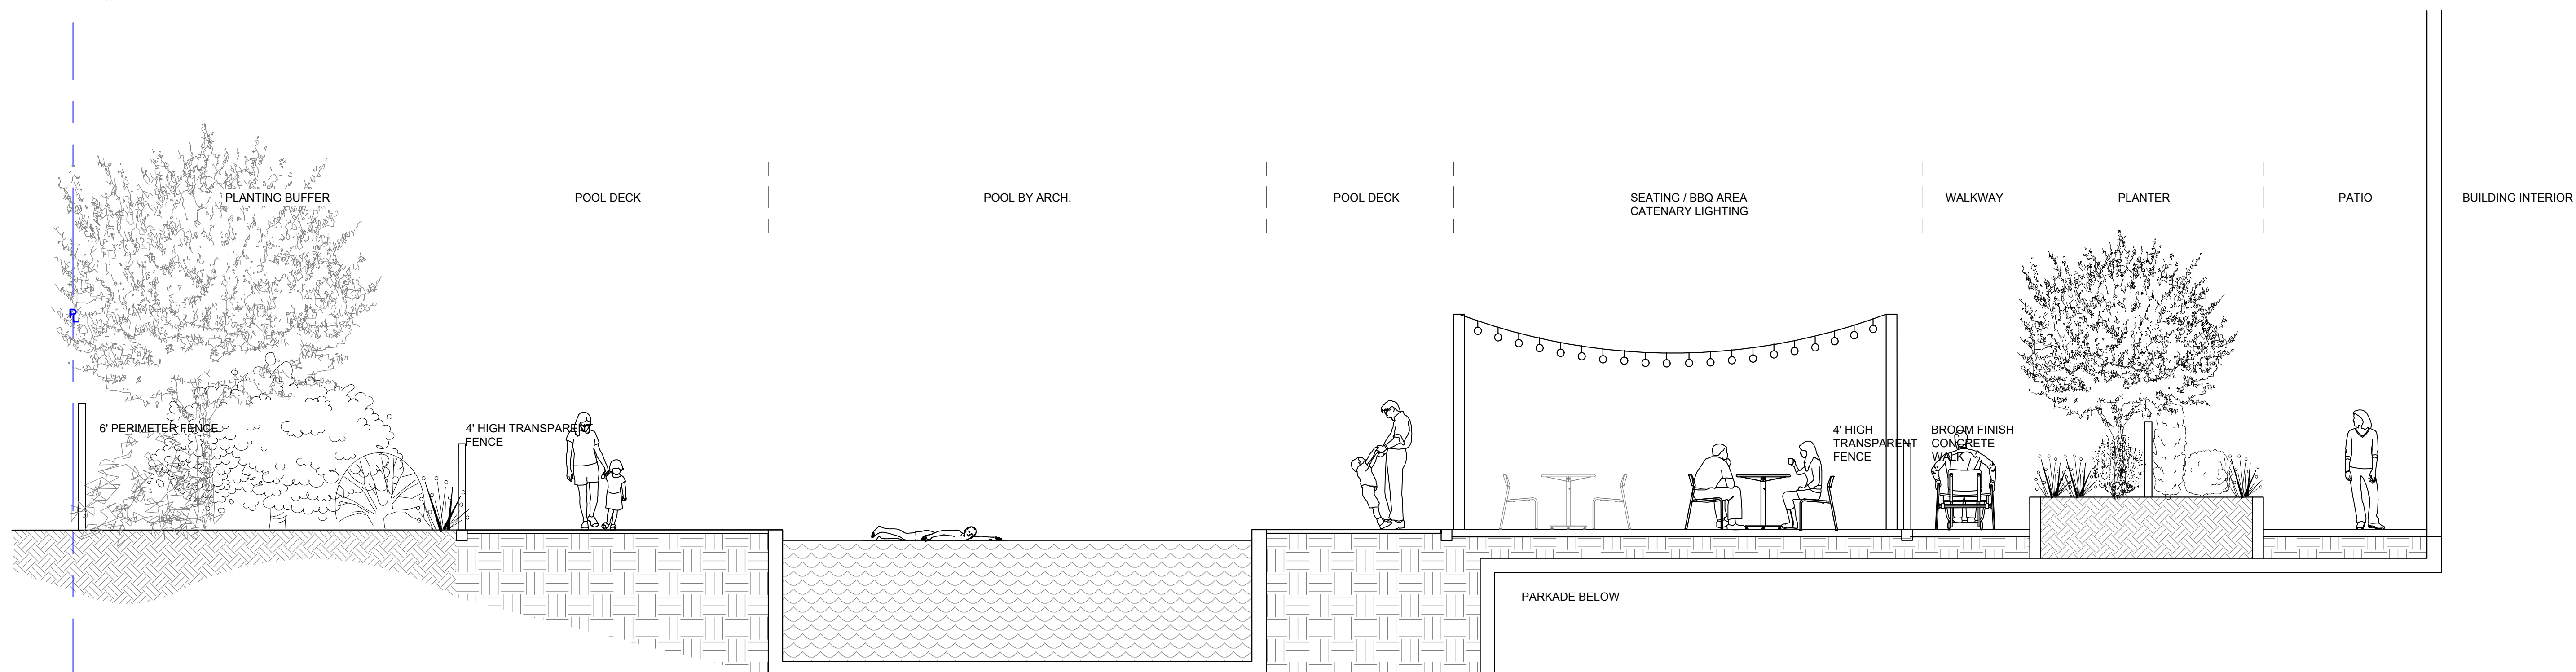 PLANTING BUFFER
POOL DECK
POOL BY ARCH.
POOL DECK
SEATING / BBQ AREA
CATENARY LIGHTING
WALKWAY
PLANTER
PATIO
BUILDING INTERIOR
PL
6' PERIMETER FENCE
4' HIGH TRANSPARENT
FENCE
4' HIGH
TRANSPARENT
FENCE
BROOM FINISH
CONCRETE
WALK
PARKADE BELOW